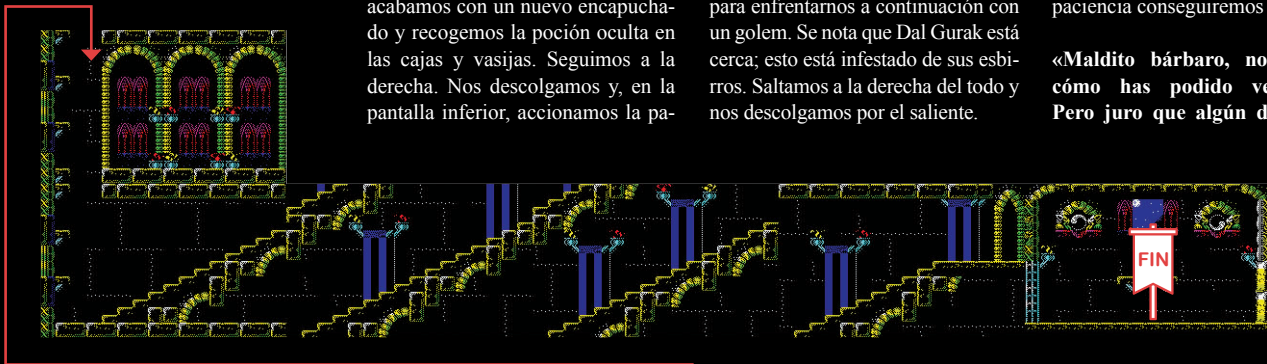 acabamos con un nuevo encapucha-
do y recogemos la poción oculta en
las cajas y vasijas. Seguimos a la
derecha. Nos descolgamos y, en la
pantalla inferior, accionamos la pa-
para enfrentarnos a continuación con
un golem. Se nota que Dal Gurak está
cerca; esto está infestado de sus esbi-
rros. Saltamos a la derecha del todo y
nos descolgamos por el saliente.
paciencia conseguiremos
«Maldito bárbaro, no
cómo has podido ve
Pero juro que algún d
FIN